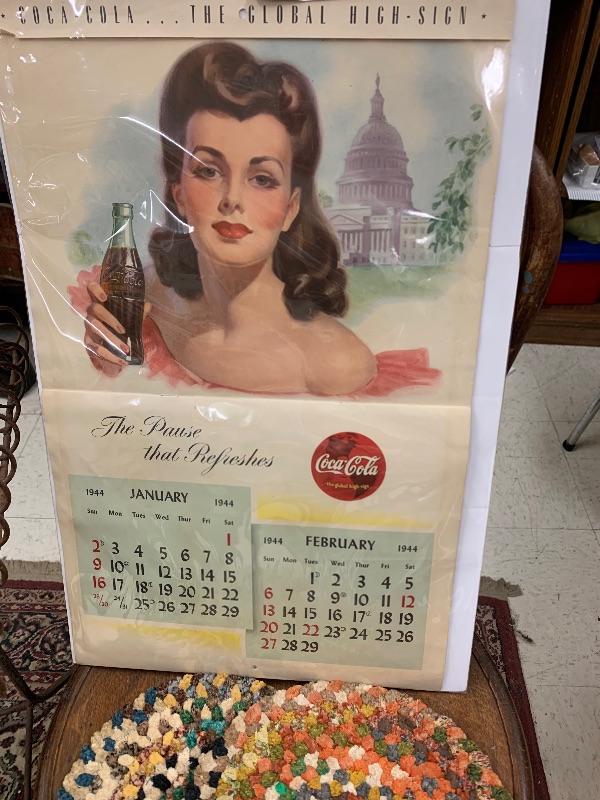 COCA-COLA...THE GLOBAL HIGH-SIGN
Coca-Cola
The Pause
that Refreshes
Coca-Cola
the global high-sign
1944 JANUARY 1944
Sun Mon Tues Wed Thur Fri Sat
1
2 3 4 5 6 7 8
9 10 11 12 13 14 15
16 17 18 19 20 21 22
23/30 24/31 25 26 27 28 29
1944 FEBRUARY 1944
Sun Mon Tues Wed Thur Fri Sat
1 2 3 4 5
6 7 8 9 10 11 12
13 14 15 16 17 18 19
20 21 22 23 24 25 26
27 28 29